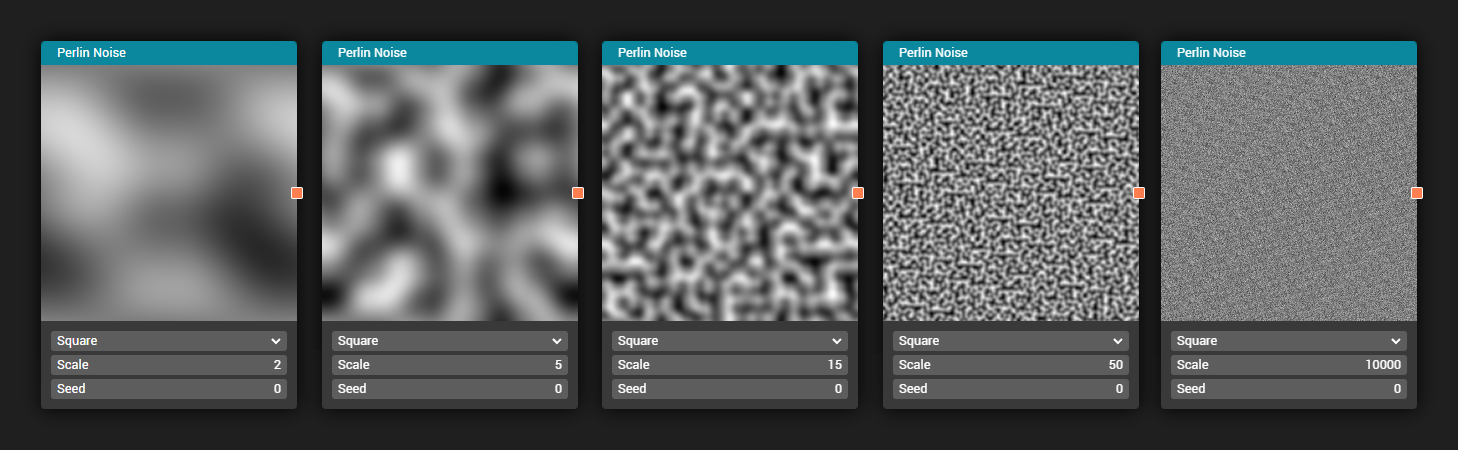 Perlin Noise
Square
Scale 2
Seed 0
Perlin Noise
Square
Scale 5
Seed 0
Perlin Noise
Square
Scale 15
Seed 0
Perlin Noise
Square
Scale 50
Seed 0
Perlin Noise
Square
Scale 10000
Seed 0